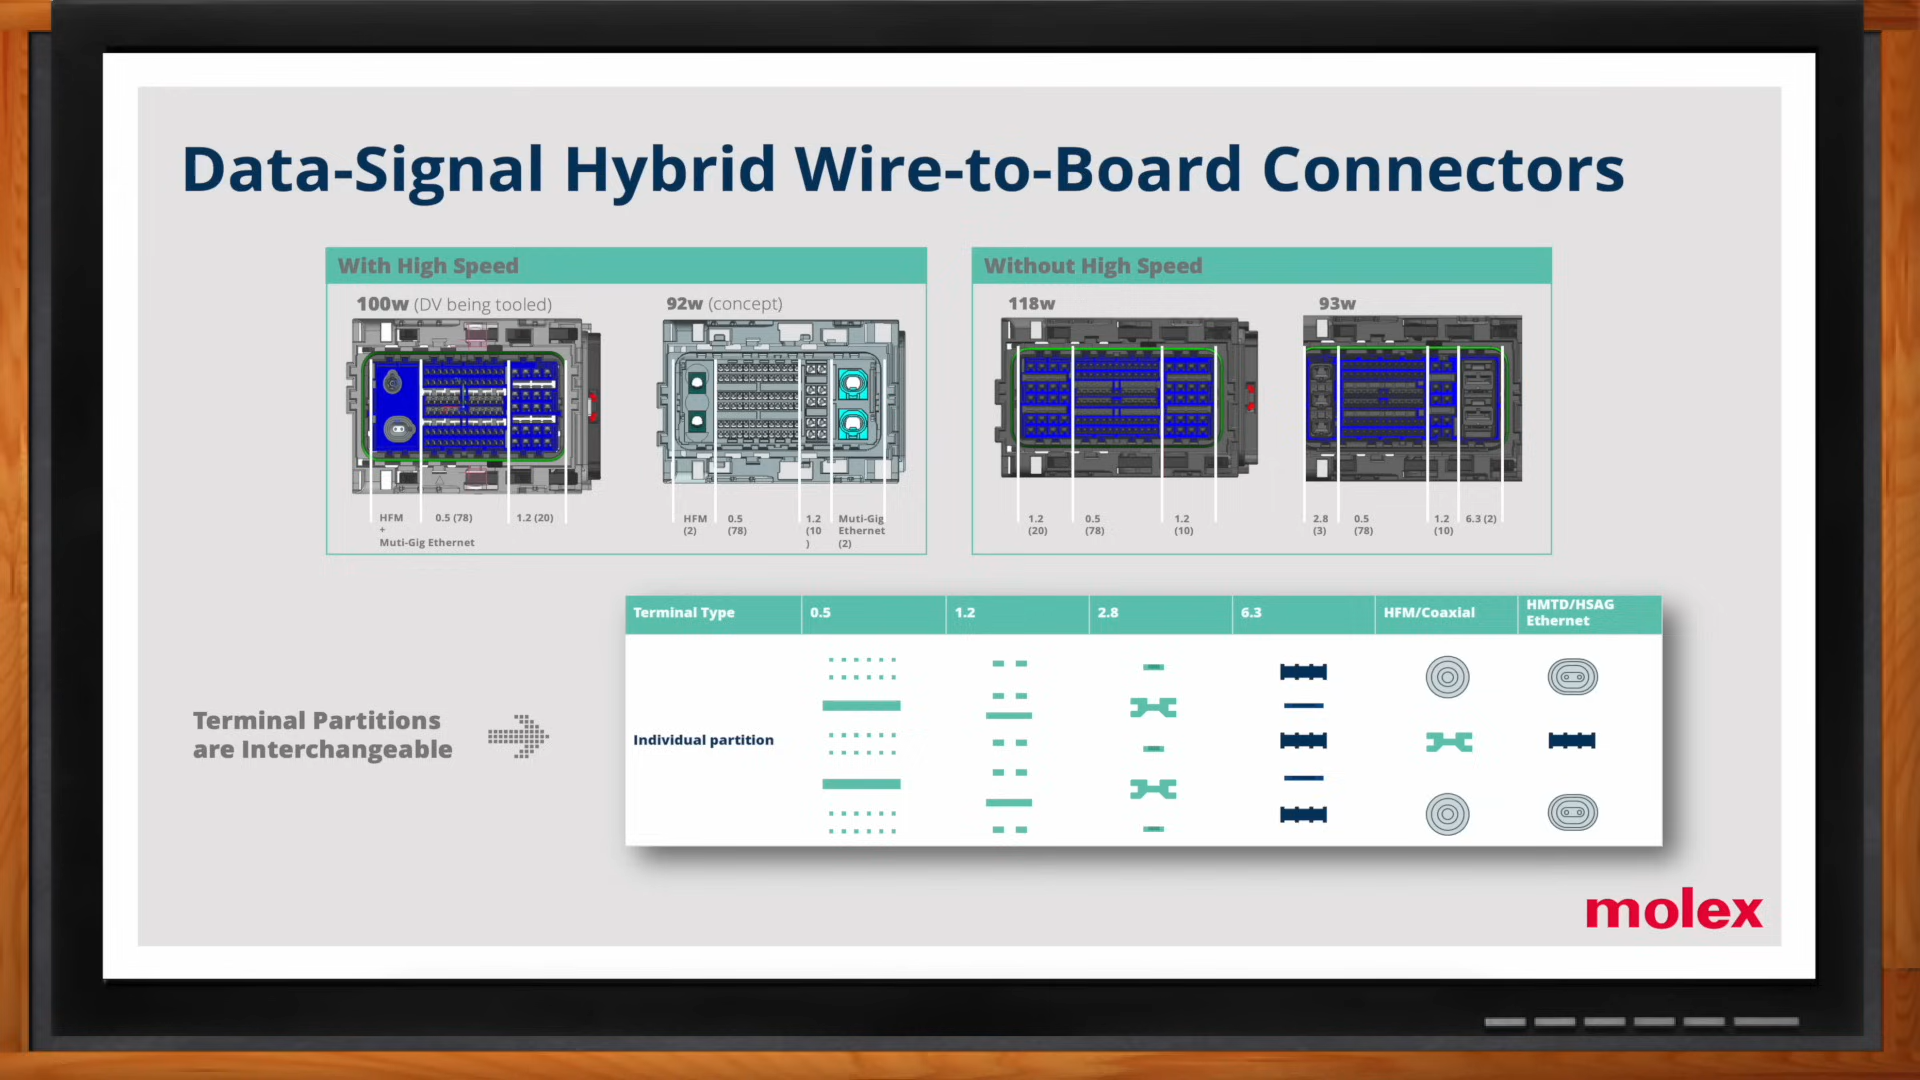 Data-Signal Hybrid Wire-to-Board Connectors
With High Speed
100w (DV being tooled)
92w (concept)
HFM
+
Muti-Gig Ethernet
0.5 (78)
1.2 (20)
HFM
(2)
0.5
(78)
1.2
(10
)
Muti-Gig
Ethernet
(2)
Without High Speed
118w
93w
1.2
(20)
0.5
(78)
1.2
(10)
2.8
(3)
0.5
(78)
1.2
(10)
6.3 (2)
Terminal Partitions
are Interchangeable
Terminal Type
0.5
1.2
2.8
6.3
HFM/Coaxial
HMTD/HSAG
Ethernet
Individual partition
molex